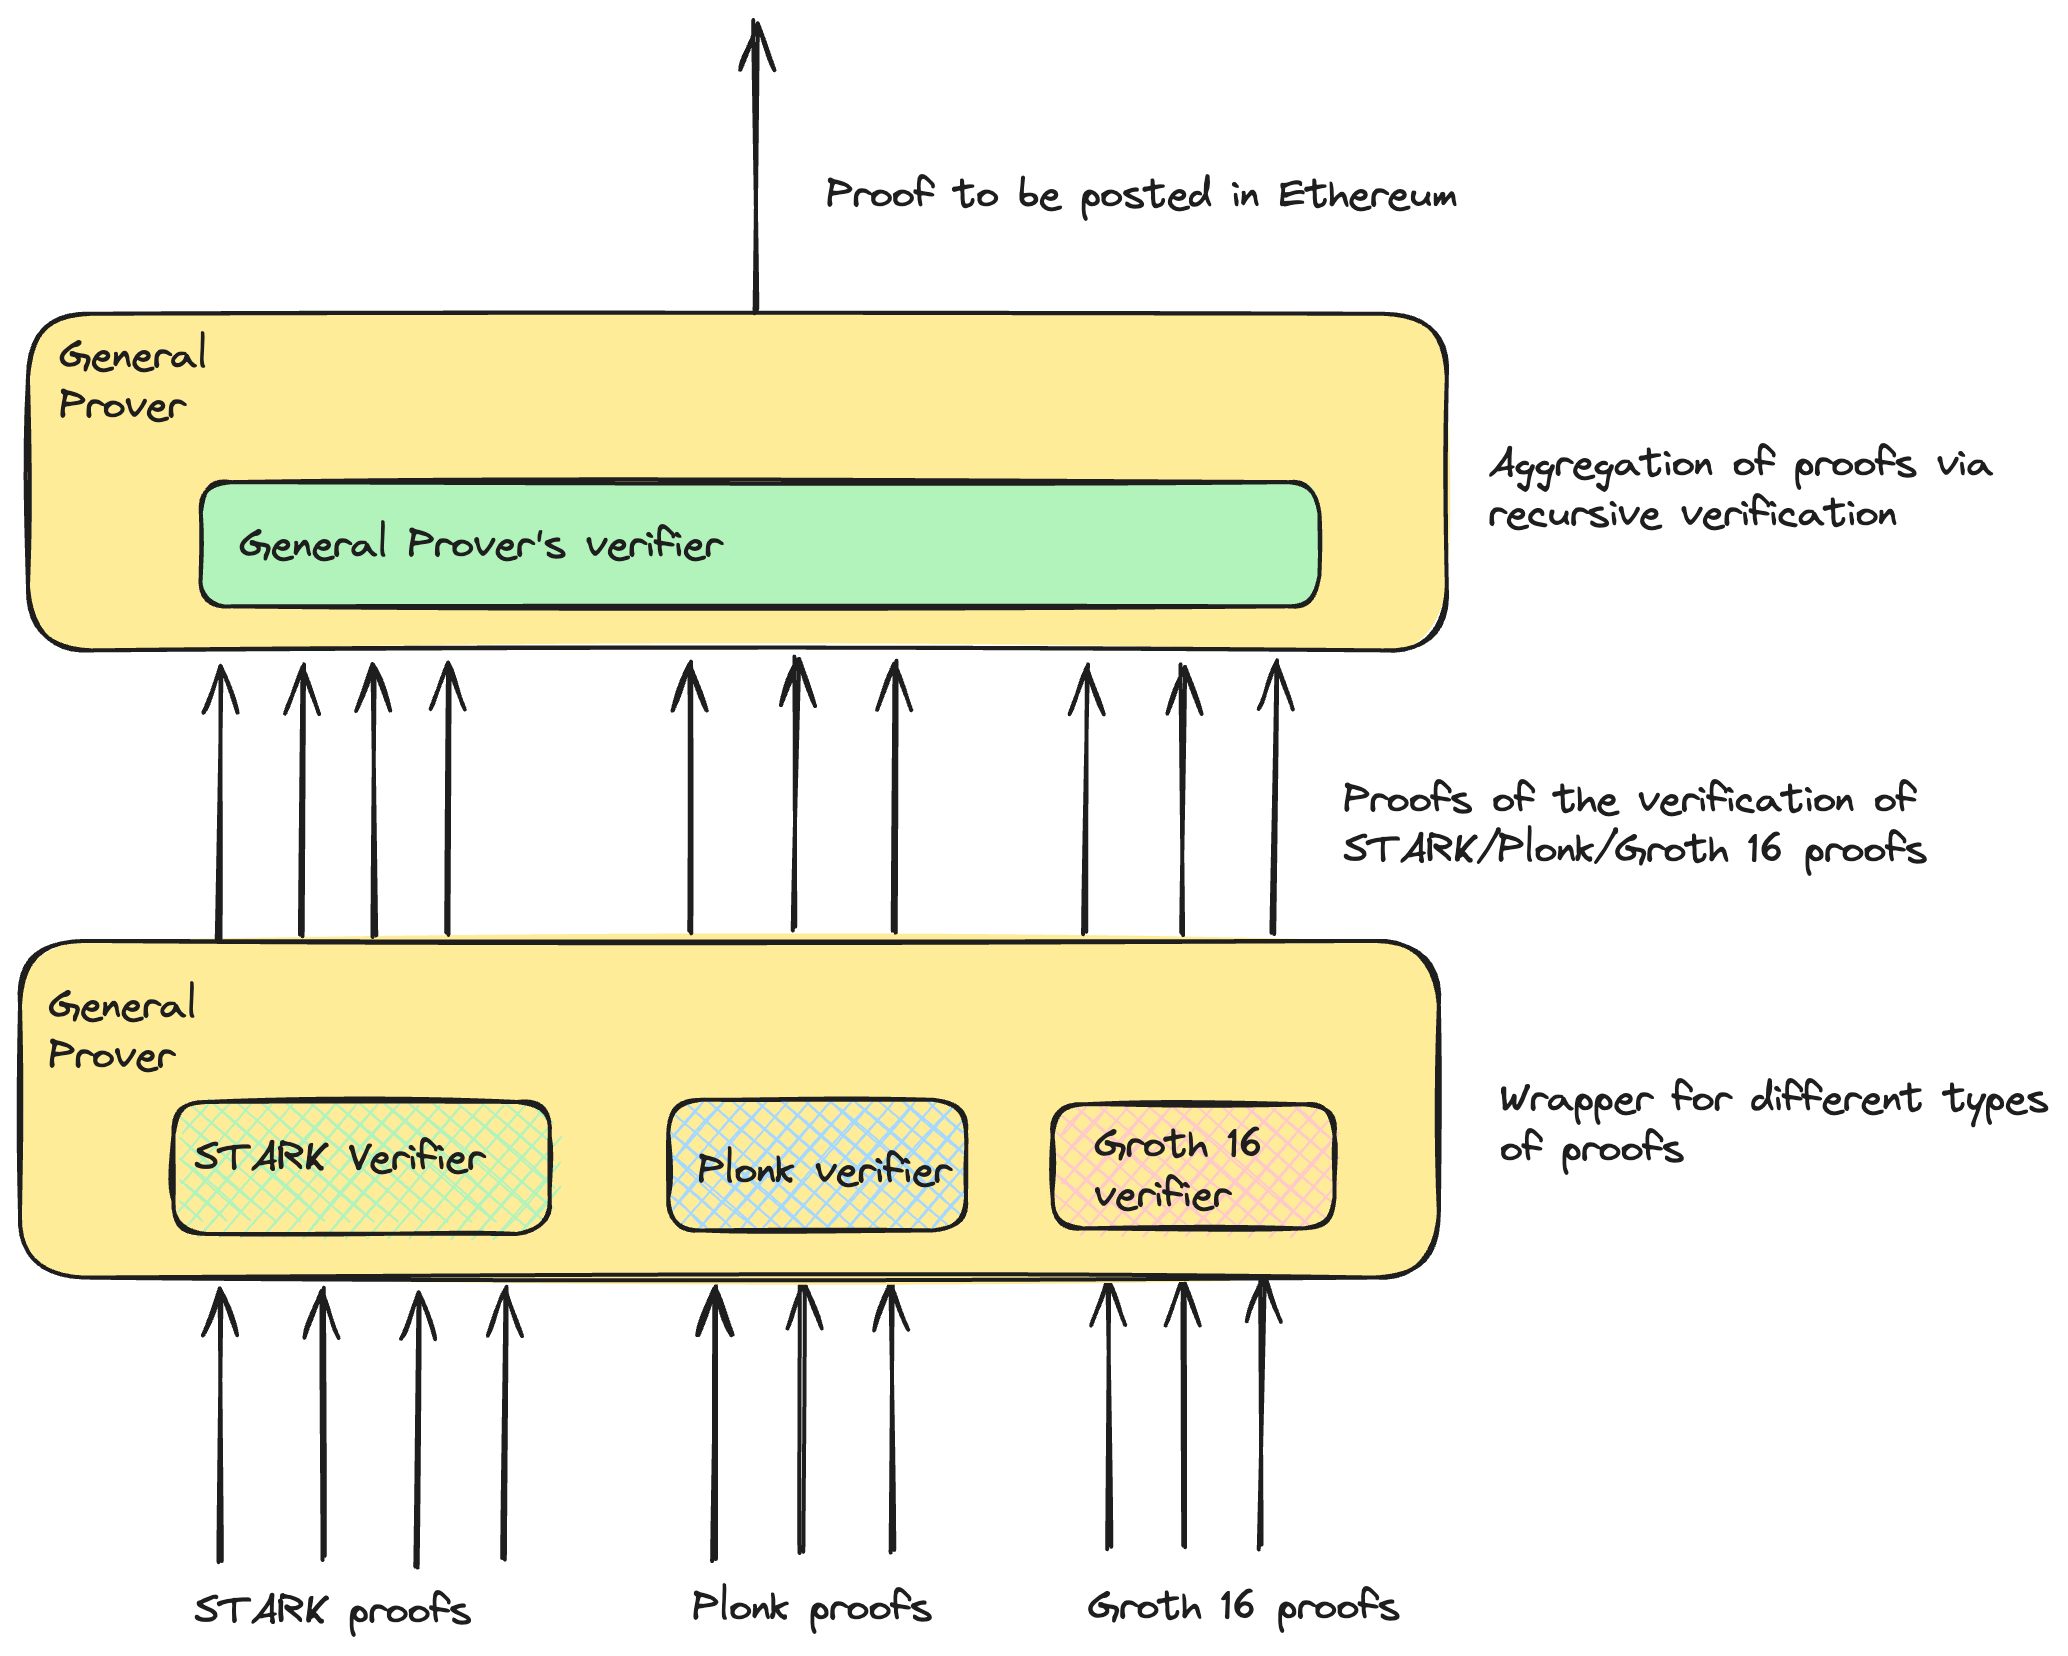 Proof to be posted in Ethereum
General
Prover
General Prover's verifier
Aggregation of proofs via
recursive verification
Proofs of the verification of
STARK/Plonk/Groth 16 proofs
General
Prover
STARK Verifier
Plonk verifier
Groth 16
verifier
Wrapper for different types
of proofs
STARK proofs
Plonk proofs
Groth 16 proofs